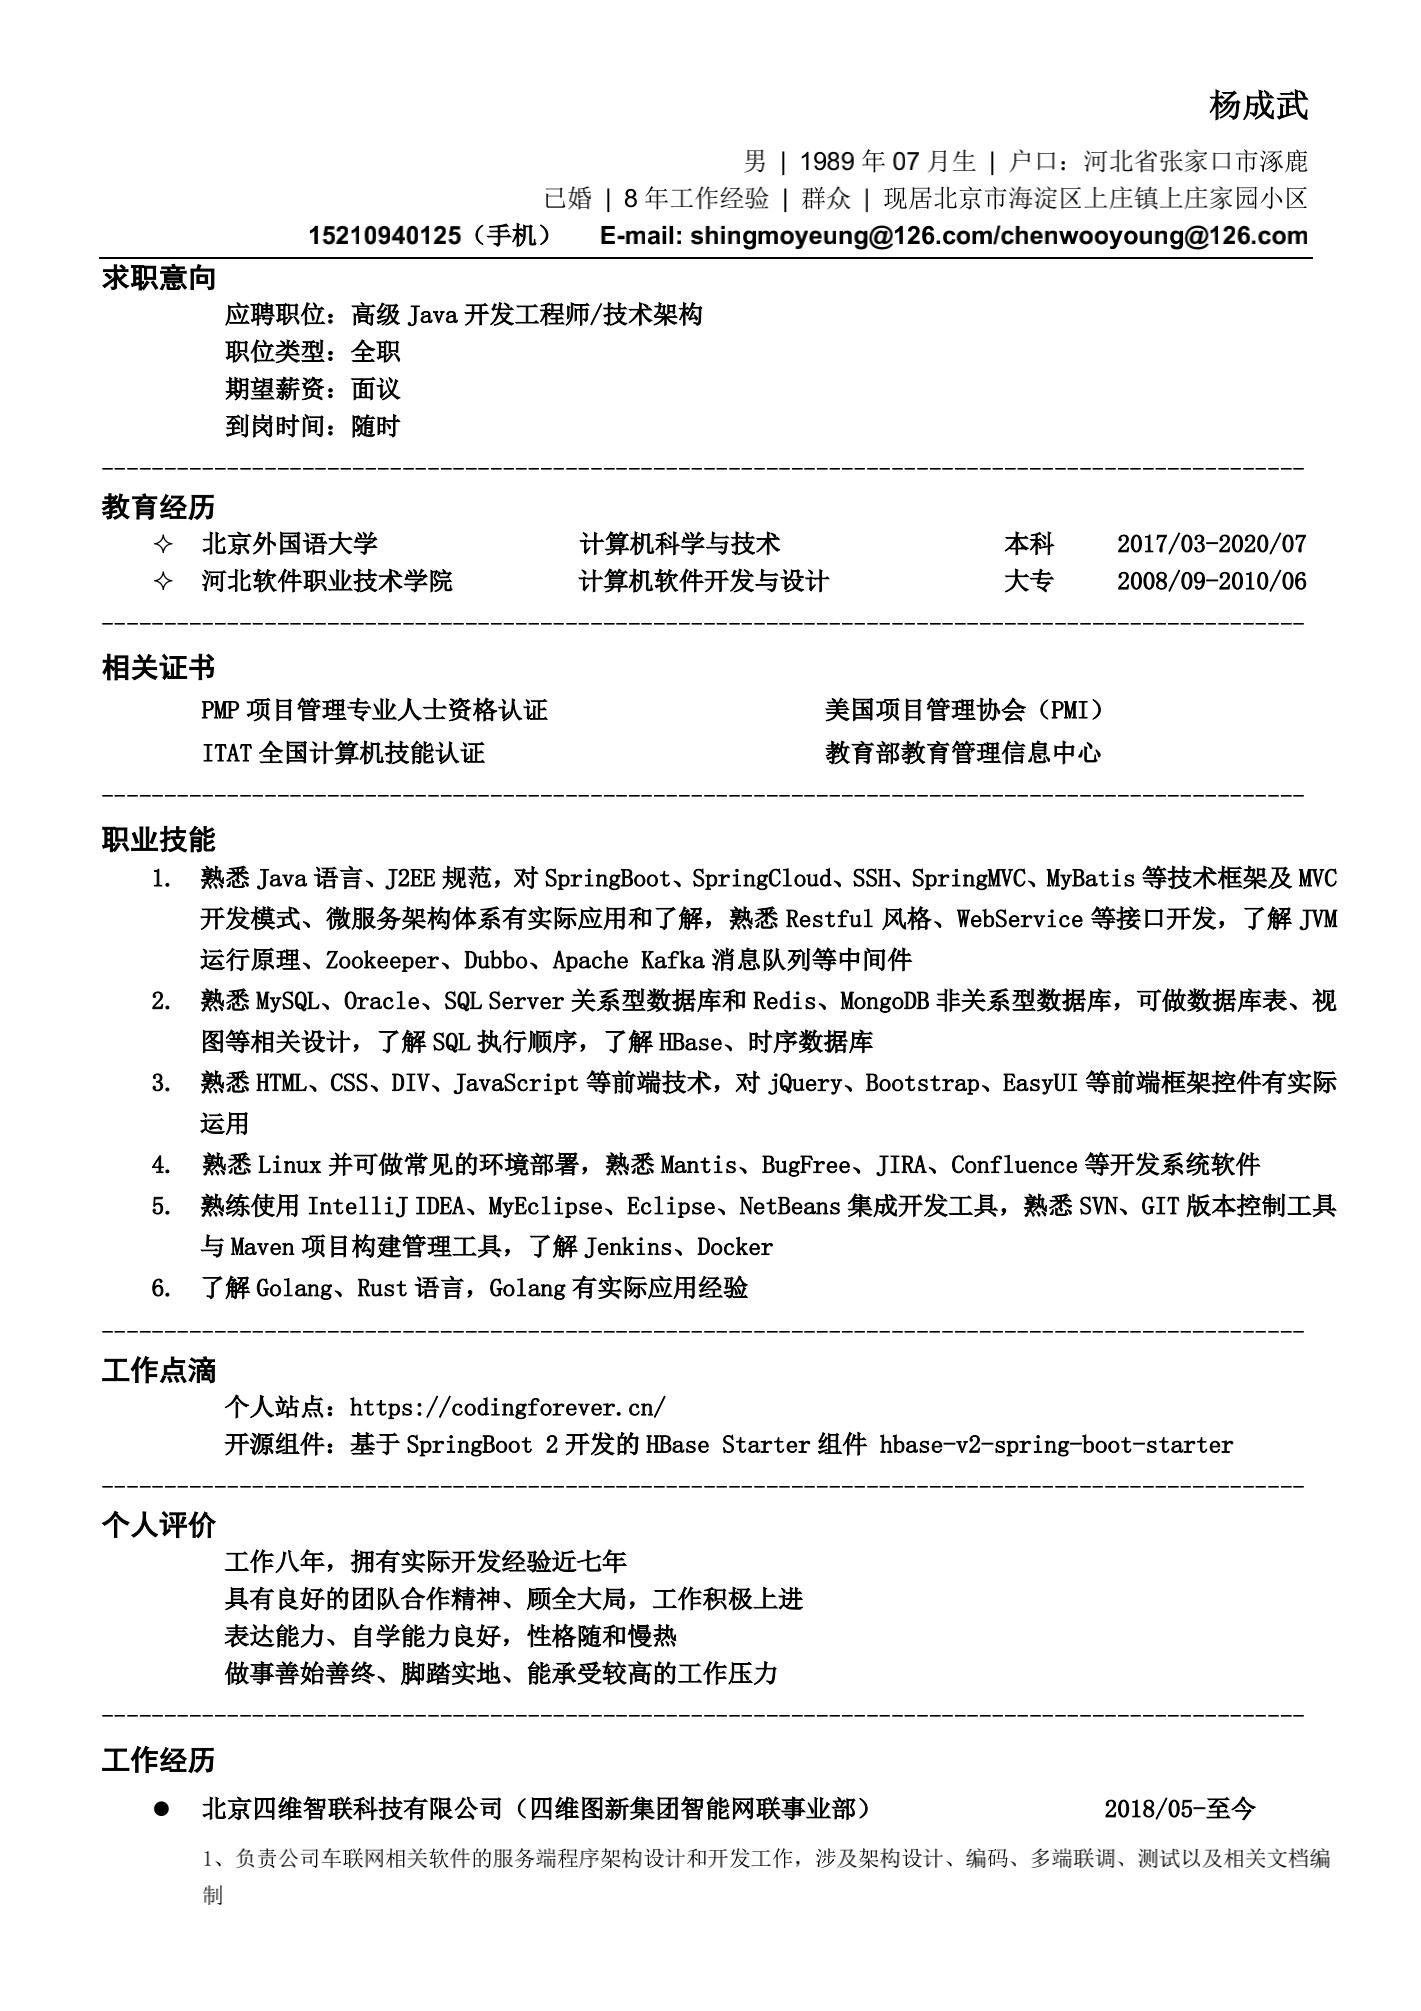 杨成武
男 | 1989 年 07 月生 | 户口：河北省张家口市涿鹿
已婚 | 8 年工作经验 | 群众 | 现居北京市海淀区上庄镇上庄家园小区
15210940125（手机） E-mail: shingmoyeung@126.com/chenwooyoung@126.com
求职意向
应聘职位：高级 Java 开发工程师/技术架构
职位类型：全职
期望薪资：面议
到岗时间：随时
教育经历
✧ 北京外国语大学 计算机科学与技术 本科 2017/03-2020/07
✧ 河北软件职业技术学院 计算机软件开发与设计 大专 2008/09-2010/06
相关证书
PMP 项目管理专业人士资格认证 美国项目管理协会（PMI）
ITAT 全国计算机技能认证 教育部教育管理信息中心
职业技能
1. 熟悉 Java 语言、J2EE 规范，对 SpringBoot、SpringCloud、SSH、SpringMVC、MyBatis 等技术框架及 MVC
开发模式、微服务架构体系有实际应用和了解，熟悉 Restful 风格、WebService 等接口开发，了解 JVM
运行原理、Zookeeper、Dubbo、Apache Kafka 消息队列等中间件
2. 熟悉 MySQL、Oracle、SQL Server 关系型数据库和 Redis、MongoDB 非关系型数据库，可做数据库表、视
图等相关设计，了解 SQL 执行顺序，了解 HBase、时序数据库
3. 熟悉 HTML、CSS、DIV、JavaScript 等前端技术，对 jQuery、Bootstrap、EasyUI 等前端框架控件有实际
运用
4. 熟悉 Linux 并可做常见的环境部署，熟悉 Mantis、BugFree、JIRA、Confluence 等开发系统软件
5. 熟练使用 IntelliJ IDEA、MyEclipse、Eclipse、NetBeans 集成开发工具，熟悉 SVN、GIT 版本控制工具
与 Maven 项目构建管理工具，了解 Jenkins、Docker
6. 了解 Golang、Rust 语言，Golang 有实际应用经验
工作点滴
个人站点：https://codingforever.cn/
开源组件：基于 SpringBoot 2 开发的 HBase Starter 组件 hbase-v2-spring-boot-starter
个人评价
工作八年，拥有实际开发经验近七年
具有良好的团队合作精神、顾全大局，工作积极上进
表达能力、自学能力良好，性格随和慢热
做事善始善终、脚踏实地、能承受较高的工作压力
工作经历
● 北京四维智联科技有限公司（四维图新集团智能网联事业部） 2018/05-至今
1、负责公司车联网相关软件的服务端程序架构设计和开发工作，涉及架构设计、编码、多端联调、测试以及相关文档编
制